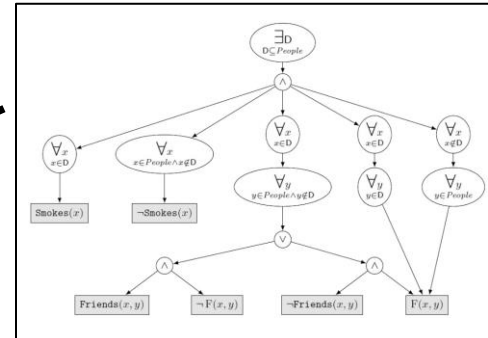 ∃D
D⊆People
∧
∀x
x∈D
∀x
x∈People∧x∉D
∀x
x∈D
∀x
x∈D
∀x
x∉D
∀y
y∈People∧y∉D
∀y
y∈D
∀y
y∈People
Smokes(x)
¬Smokes(x)
∨
∧
∧
Friends(x, y)
¬ F(x, y)
¬Friends(x, y)
F(x, y)